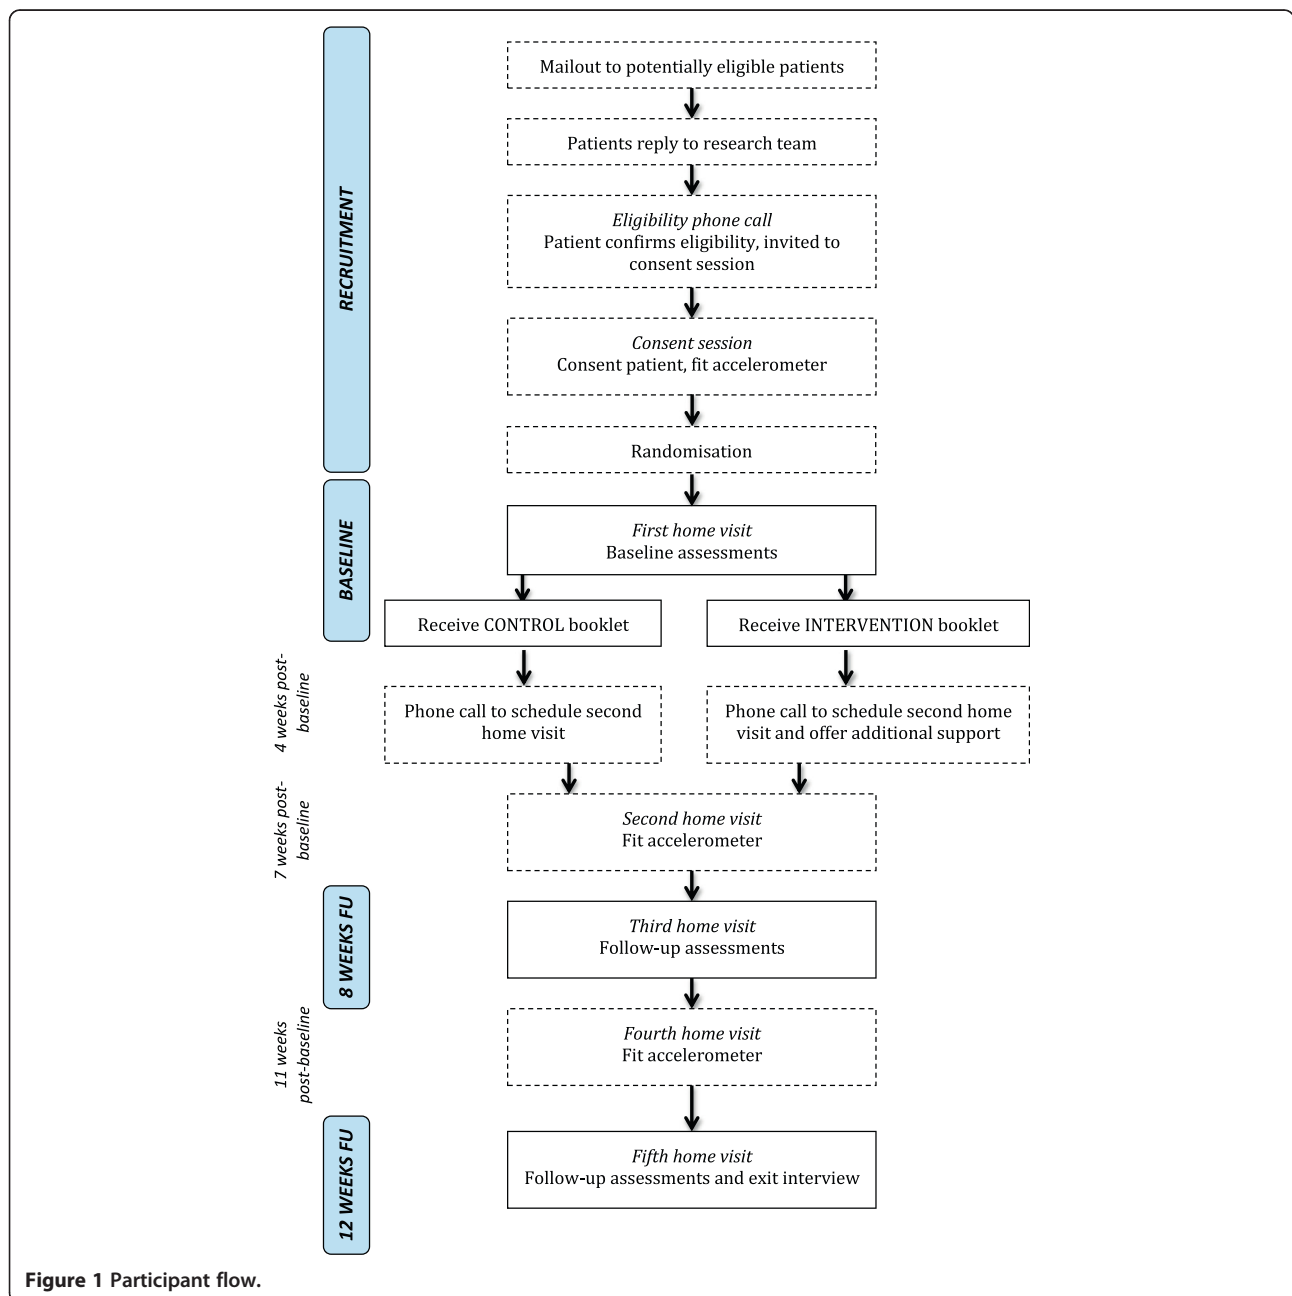 RECRUITMENT
Mailout to potentially eligible patients
Patients reply to research team
Eligibility phone call
Patient confirms eligibility, invited to
consent session
Consent session
Consent patient, fit accelerometer
Randomisation
BASELINE
First home visit
Baseline assessments
Receive CONTROL booklet
Receive INTERVENTION booklet
4 weeks post-
baseline
Phone call to schedule second
home visit
Phone call to schedule second home
visit and offer additional support
7 weeks post-
baseline
Second home visit
Fit accelerometer
8 WEEKS FU
Third home visit
Follow-up assessments
11 weeks
post-baseline
Fourth home visit
Fit accelerometer
12 WEEKS FU
Fifth home visit
Follow-up assessments and exit interview
Figure 1 Participant flow.